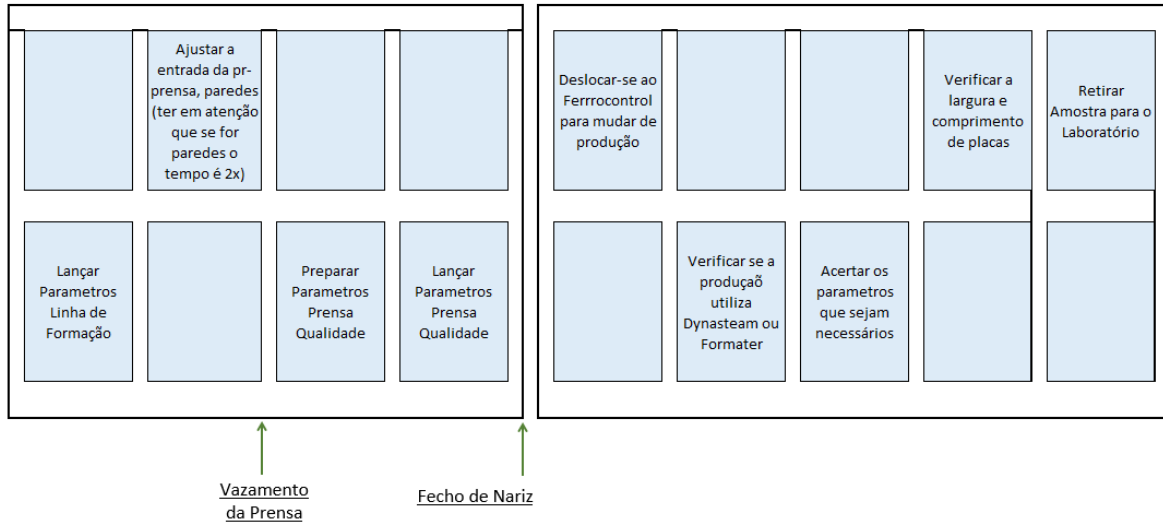 Ajustar a
entrada da pr-
prensa, paredes
(ter em atenção
que se for
paredes o
tempo é 2x)
Deslocar-se ao
Ferrrocontrol
para mudar de
produção
Verificar a
largura e
comprimento
de placas
Retirar
Amostra para o
Laboratório
Lançar
Parametros
Linha de
Formação
Preparar
Parametros
Prensa
Qualidade
Lançar
Parametros
Prensa
Qualidade
Verificar se a
produçaõ
utiliza
Dynasteam ou
Formater
Acertar os
parametros
que sejam
necessários
Vazamento
da Prensa
Fecho de Nariz